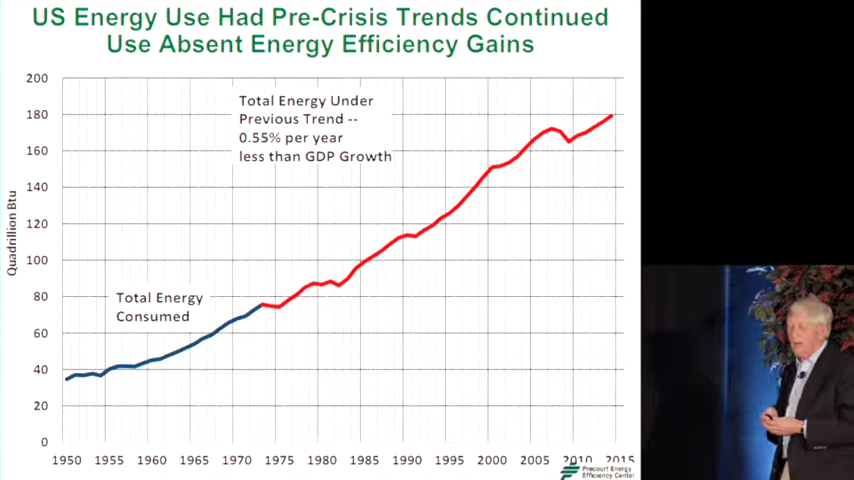 US Energy Use Had Pre-Crisis Trends Continued
Use Absent Energy Efficiency Gains
200
180
160
140
120
100
80
60
40
20
0
Quadrillion Btu
Total Energy Under
Previous Trend --
0.55% per year
less than GDP Growth
Total Energy
Consumed
1950 1955 1960 1965 1970 1975 1980 1985 1990 1995 2000 2005 2010 2015
Precourt Energy
Efficiency Center